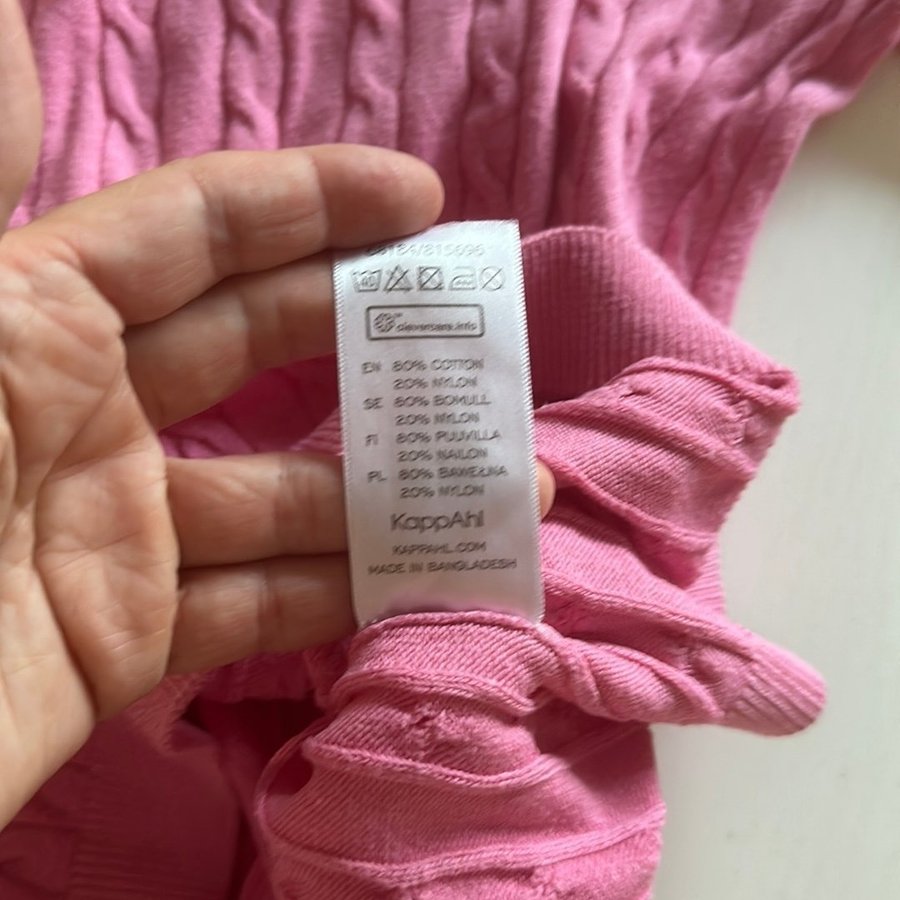 clevercare.info
EN 80% COTTON
20% NYLON
SE 80% BOMULL
20% NYLON
FI 80% PUUVILLA
20% NAILON
PL 80% BAWEŁNA
20% NYLON
KappAhl
KAPPAHL.COM
MADE IN BANGLADESH